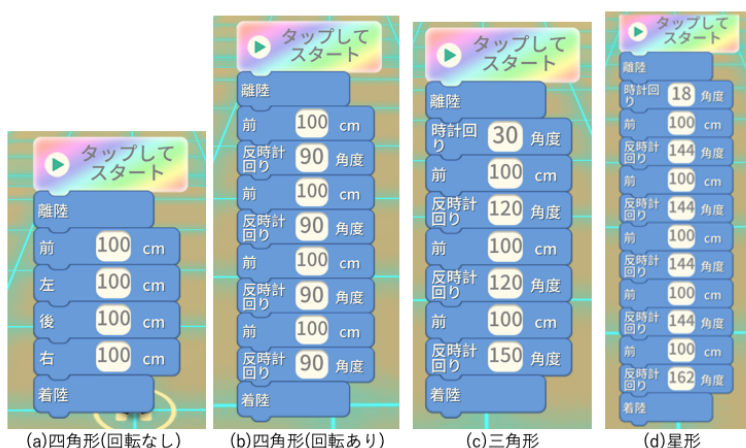 タップして
スタート
離陸
前 100 cm
左 100 cm
後 100 cm
右 100 cm
着陸
(a)四角形(回転なし)
タップして
スタート
離陸
前 100 cm
反時計
回り 90 角度
前 100 cm
反時計
回り 90 角度
前 100 cm
反時計
回り 90 角度
前 100 cm
反時計
回り 90 角度
着陸
(b)四角形(回転あり)
タップして
スタート
離陸
時計回
り 30 角度
前 100 cm
反時計
回り 120 角度
前 100 cm
反時計
回り 120 角度
前 100 cm
反時計
回り 150 角度
着陸
(c)三角形
タップして
スタート
離陸
時計回
り 18 角度
前 100 cm
反時計
回り 144 角度
前 100 cm
反時計
回り 144 角度
前 100 cm
反時計
回り 144 角度
前 100 cm
反時計
回り 144 角度
前 100 cm
反時計
回り 162 角度
着陸
(d)星形